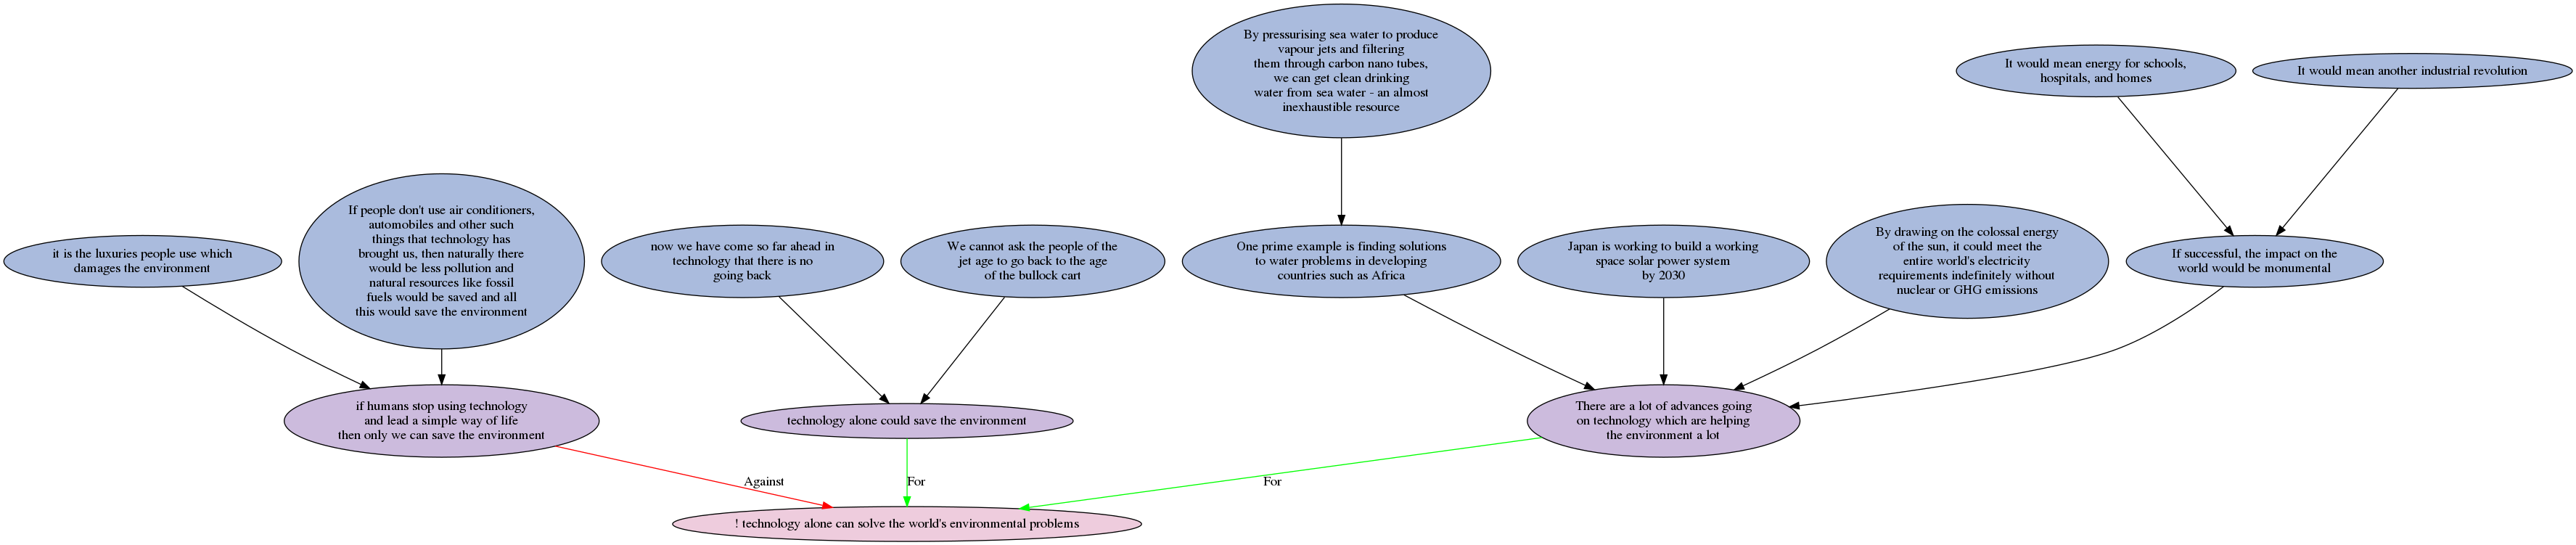 By pressurising sea water to produce
vapour jets and filtering
them through carbon nano tubes,
we can get clean drinking
water from sea water - an almost
inexhaustible resource
It would mean energy for schools,
hospitals, and homes
It would mean another industrial revolution
it is the luxuries people use which
damages the environment
If people don't use air conditioners,
automobiles and other such
things that technology has
brought us, then naturally there
would be less pollution and
natural resources like fossil
fuels would be saved and all
this would save the environment
now we have come so far ahead in
technology that there is no
going back
We cannot ask the people of the
jet age to go back to the age
of the bullock cart
One prime example is finding solutions
to water problems in developing
countries such as Africa
Japan is working to build a working
space solar power system
by 2030
By drawing on the colossal energy
of the sun, it could meet the
entire world's electricity
requirements indefinitely without
nuclear or GHG emissions
If successful, the impact on the
world would be monumental
if humans stop using technology
and lead a simple way of life
then only we can save the environment
technology alone could save the environment
There are a lot of advances going
on technology which are helping
the environment a lot
Against
For
For
! technology alone can solve the world's environmental problems